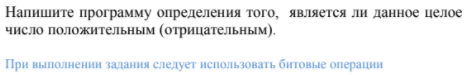 Напишите программу определения того, является ли данное целое
число положительным (отрицательным).
При выполнении задания следует использовать битовые операции